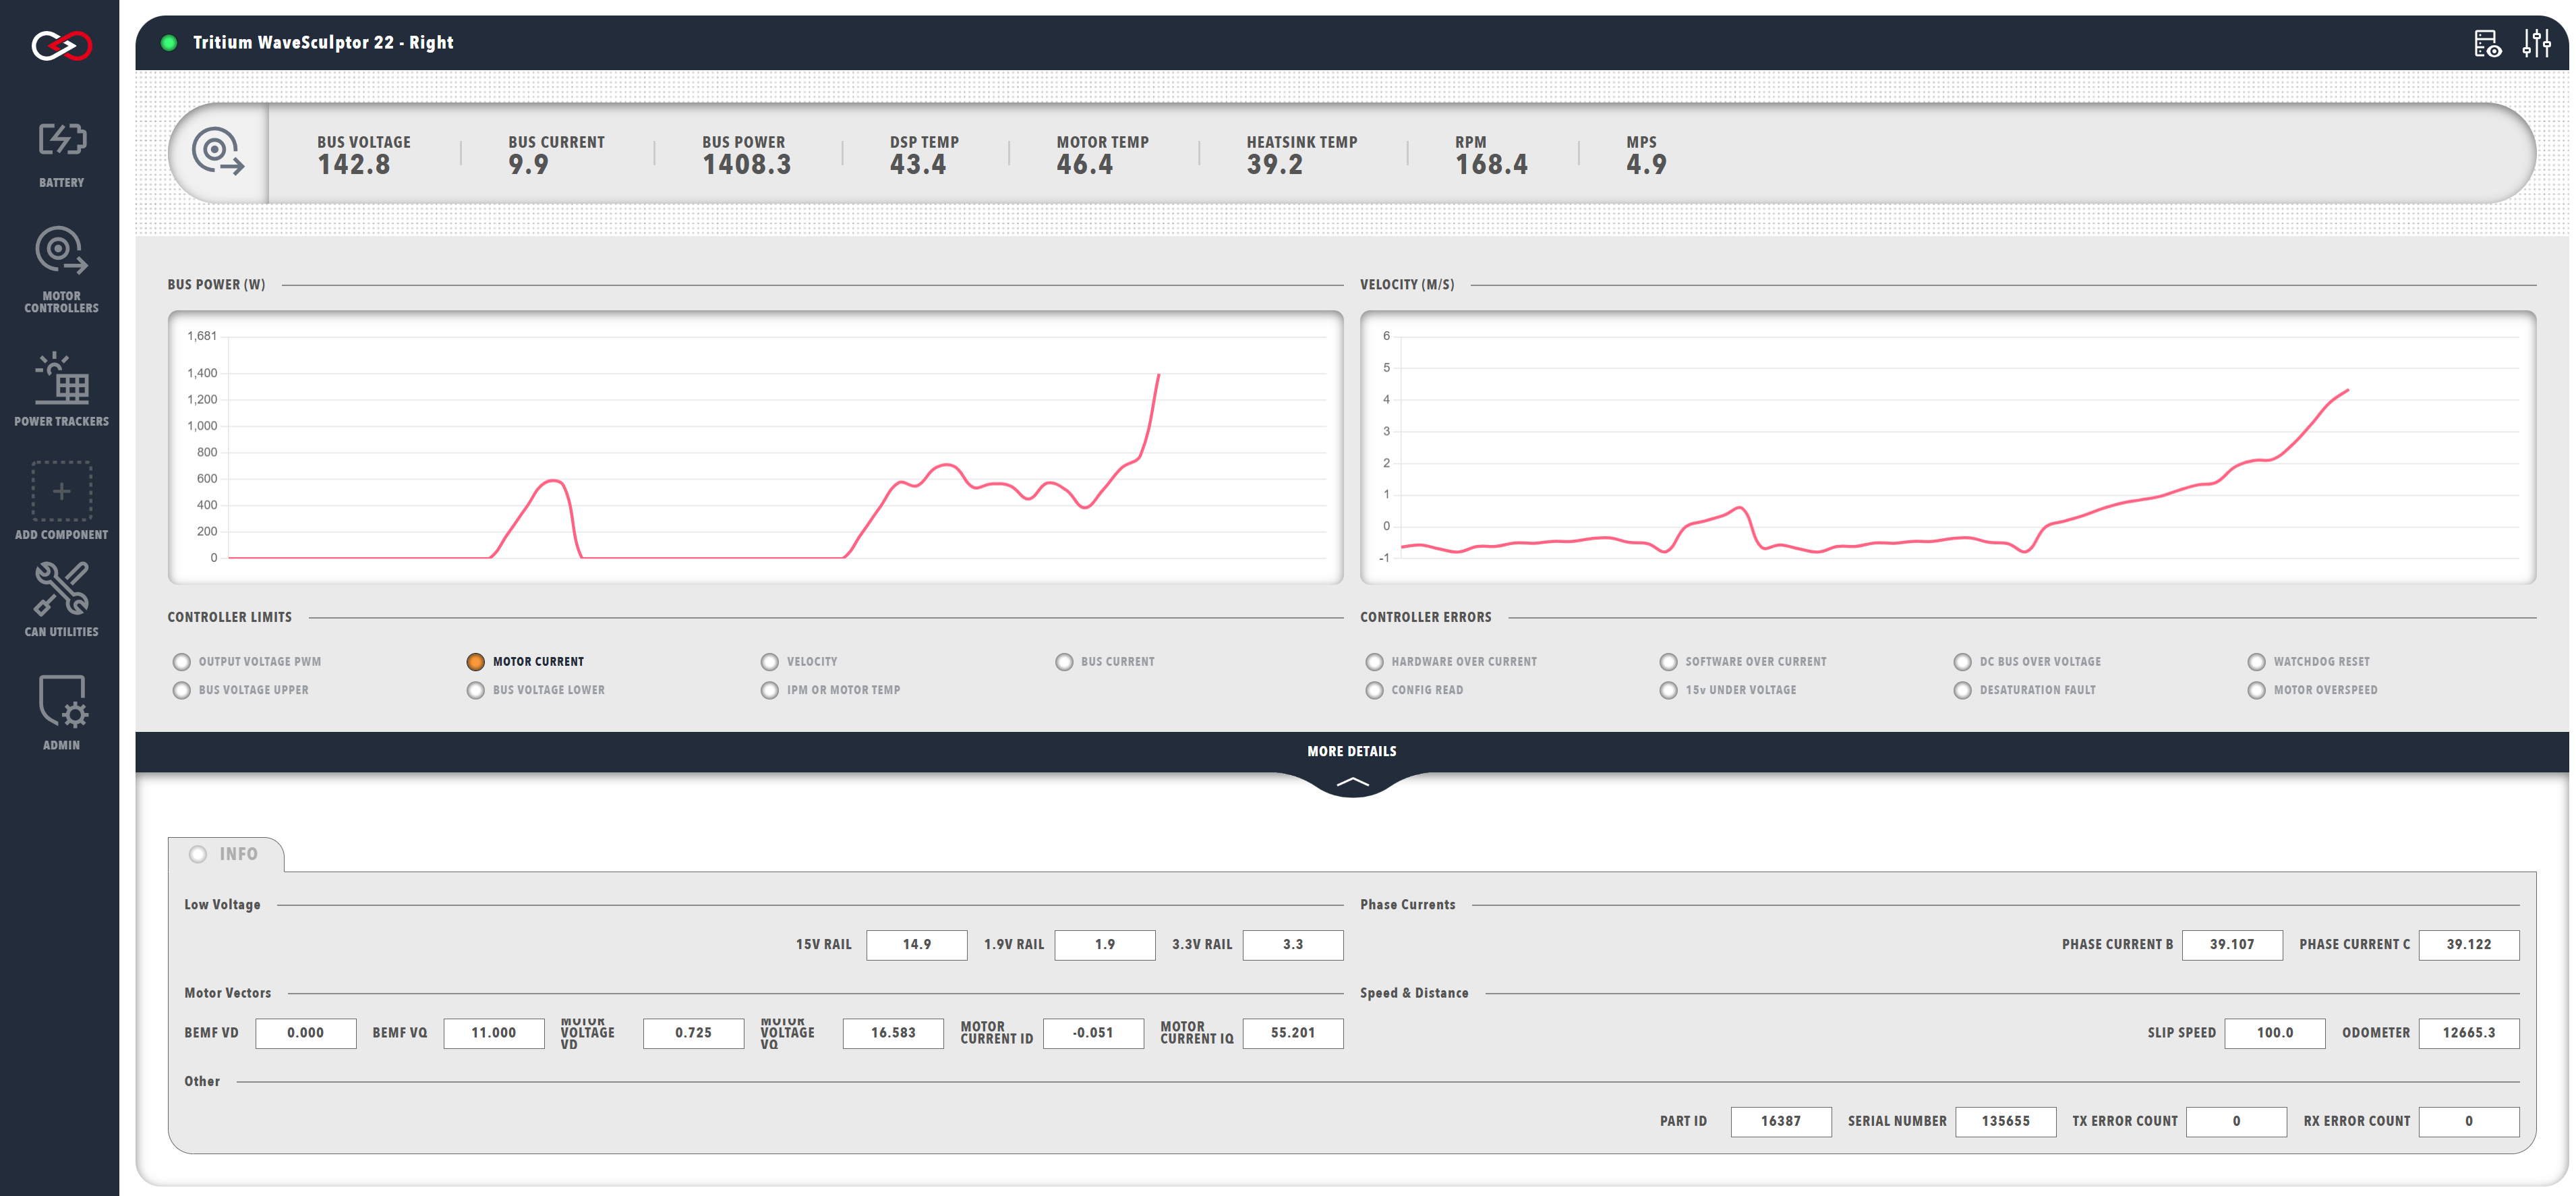 Tritium WaveSculptor 22 - Right
BATTERY
MOTOR
CONTROLLERS
POWER TRACKERS
ADD COMPONENT
CAN UTILITIES
ADMIN
BUS VOLTAGE
142.8
BUS CURRENT
9.9
BUS POWER
1408.3
DSP TEMP
43.4
MOTOR TEMP
46.4
HEATSINK TEMP
39.2
RPM
168.4
MPS
4.9
BUS POWER (W)
1,681
1,400
1,200
1,000
800
600
400
200
0
VELOCITY (M/S)
6
5
4
3
2
1
0
-1
CONTROLLER LIMITS
OUTPUT VOLTAGE PWM
MOTOR CURRENT
VELOCITY
BUS CURRENT
BUS VOLTAGE UPPER
BUS VOLTAGE LOWER
IPM OR MOTOR TEMP
CONTROLLER ERRORS
HARDWARE OVER CURRENT
SOFTWARE OVER CURRENT
DC BUS OVER VOLTAGE
WATCHDOG RESET
CONFIG READ
15v UNDER VOLTAGE
DESATURATION FAULT
MOTOR OVERSPEED
MORE DETAILS
INFO
Low Voltage
15V RAIL 14.9 1.9V RAIL 1.9 3.3V RAIL 3.3
Phase Currents
PHASE CURRENT B 39.107 PHASE CURRENT C 39.122
Motor Vectors
BEMF VD 0.000
BEMF VQ 11.000
MOTOR
VOLTAGE
VD
0.725
MOTOR
VOLTAGE
VQ
16.583
MOTOR
CURRENT ID
-0.051
MOTOR
CURRENT IQ
55.201
Speed & Distance
SLIP SPEED 100.0 ODOMETER 12665.3
Other
PART ID 16387 SERIAL NUMBER 135655 TX ERROR COUNT 0 RX ERROR COUNT 0